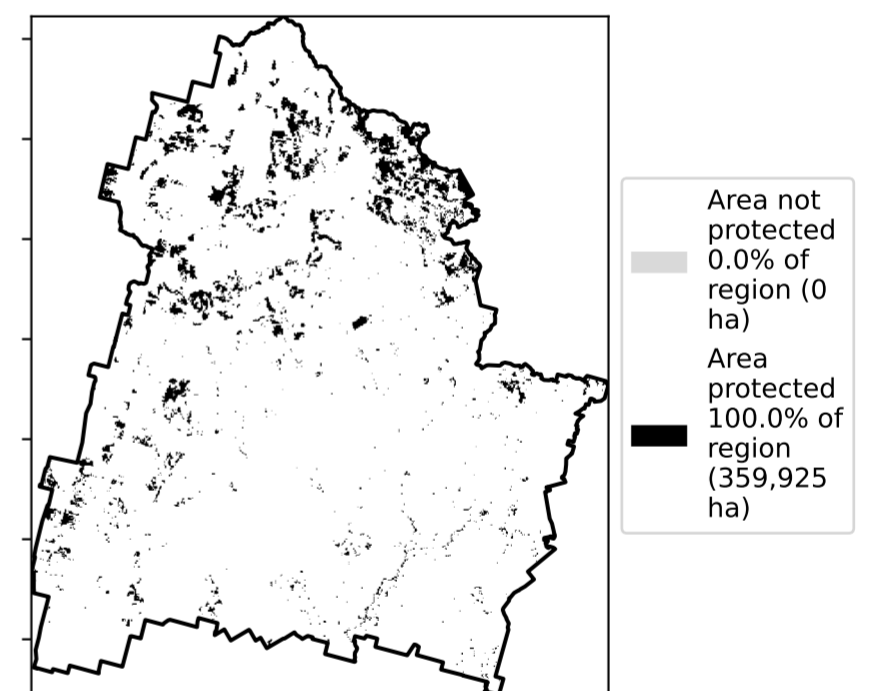 Area not
protected
0.0% of
region (0
ha)
Area
protected
100.0% of
region
(359,925
ha)